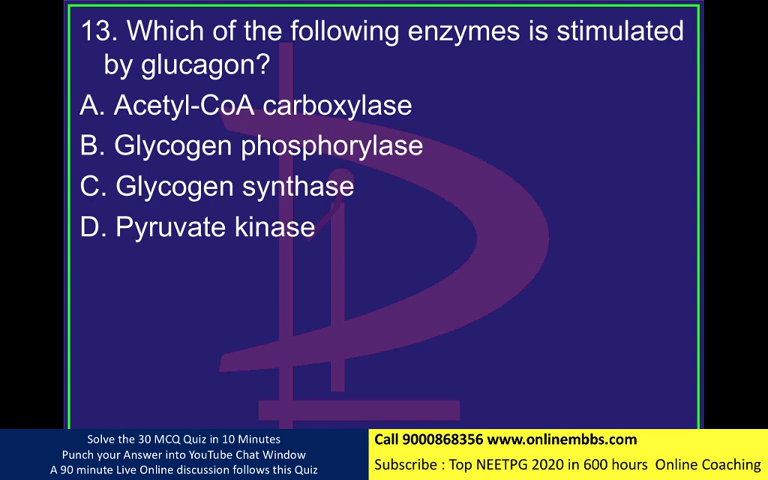 13. Which of the following enzymes is stimulated
by glucagon?
A. Acetyl-CoA carboxylase
B. Glycogen phosphorylase
C. Glycogen synthase
D. Pyruvate kinase
Solve the 30 MCQ Quiz in 10 Minutes
Punch your Answer into YouTube Chat Window
A 90 minute Live Online discussion follows this Quiz
Call 9000868356 www.onlinembbs.com
Subscribe : Top NEETPG 2020 in 600 hours Online Coaching